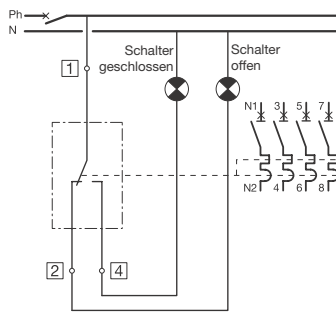 Ph
N
Schalter
geschlossen
Schalter
offen
1
N1 3 5 7
N2 4 6 8
2 4